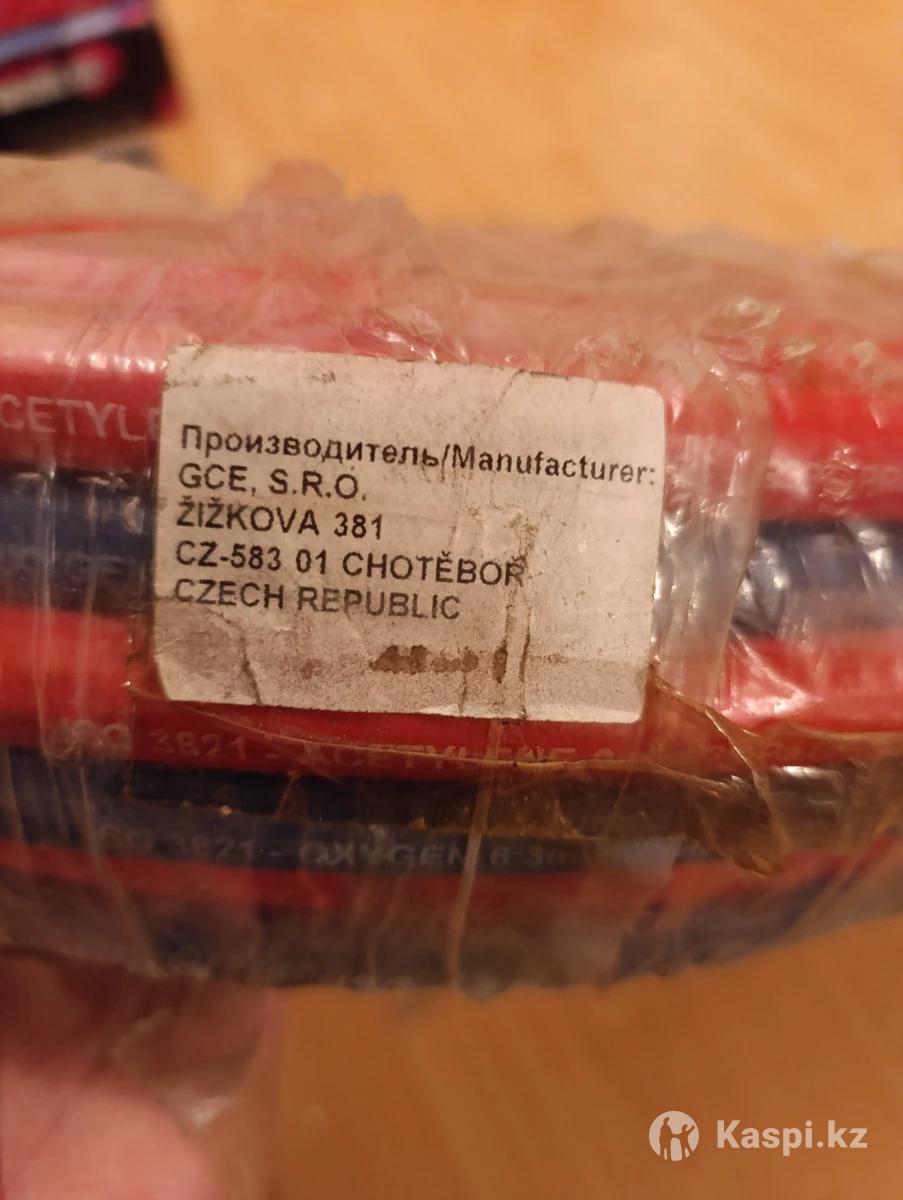 Производитель/Manufacturer:
GCE, S.R.O.
ŽIŽKOVA 381
CZ-583 01 CHOTĚBOŘ
CZECH REPUBLIC
3821 - ACETYLENE
3821 - OXYGEN 6.3m
Kaspi.kz